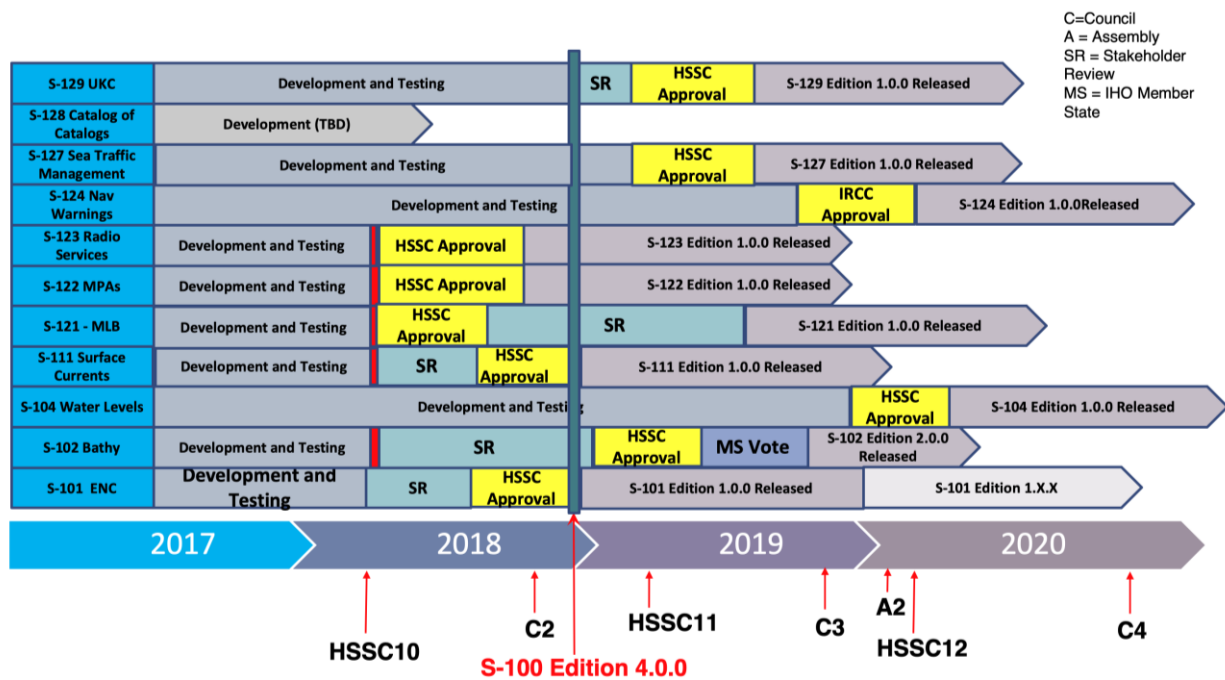 C=Council
A = Assembly
SR = Stakeholder
Review
MS = IHO Member
State
S-129 UKC
Development and Testing
SR
HSSC
Approval
S-129 Edition 1.0.0 Released
S-128 Catalog of
Catalogs
Development (TBD)
S-127 Sea Traffic
Management
Development and Testing
HSSC
Approval
S-127 Edition 1.0.0 Released
S-124 Nav
Warnings
Development and Testing
IRCC
Approval
S-124 Edition 1.0.0Released
S-123 Radio
Services
Development and Testing
HSSC Approval
S-123 Edition 1.0.0 Released
S-122 MPAs
Development and Testing
HSSC Approval
S-122 Edition 1.0.0 Released
S-121 - MLB
Development and Testing
HSSC
Approval
SR
S-121 Edition 1.0.0 Released
S-111 Surface
Currents
Development and Testing
SR
HSSC
Approval
S-111 Edition 1.0.0 Released
S-104 Water Levels
Development and Testing
HSSC
Approval
S-104 Edition 1.0.0 Released
S-102 Bathy
Development and Testing
SR
HSSC
Approval
MS Vote
S-102 Edition 2.0.0
Released
S-101 ENC
Development and
Testing
SR
HSSC
Approval
S-101 Edition 1.0.0 Released
S-101 Edition 1.X.X
2017
2018
2019
2020
HSSC10
C2
S-100 Edition 4.0.0
HSSC11
C3
A2
HSSC12
C4